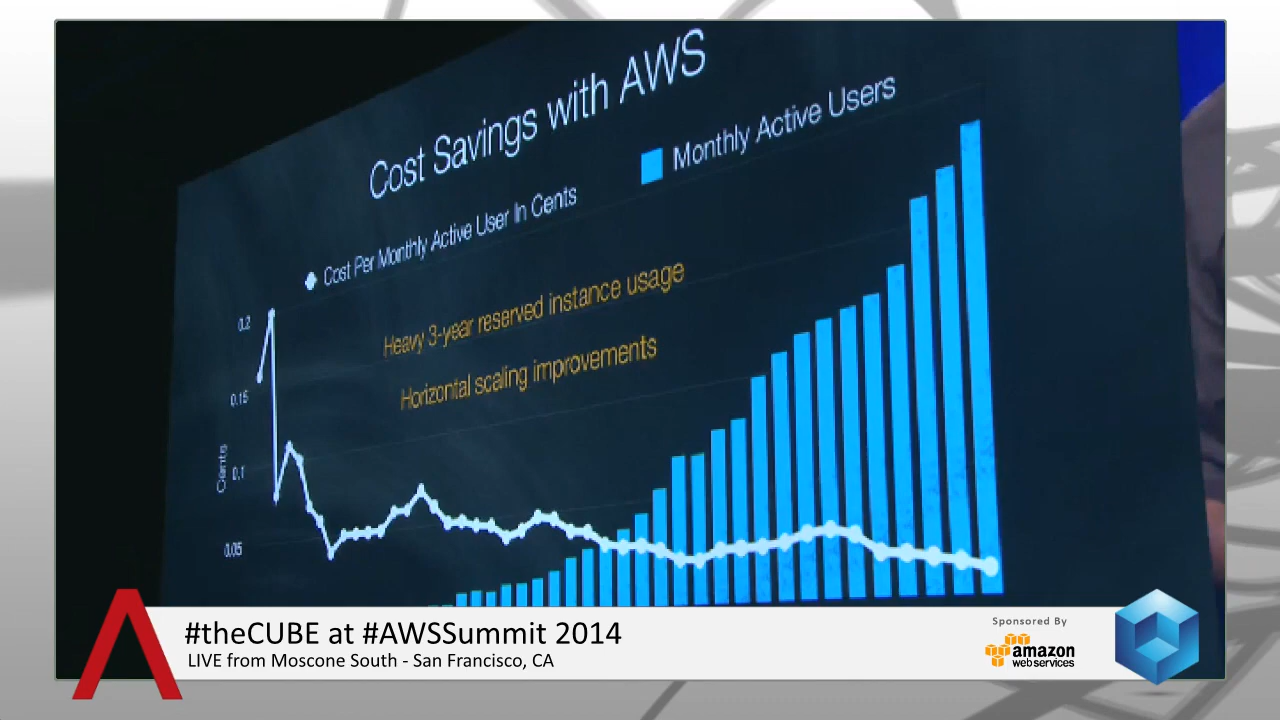 Cost Savings with AWS
Monthly Active Users
Cost Per Monthly Active User In Cents
Heavy 3-year reserved instance usage
Horizontal scaling improvements
0.2
0.15
0.1
0.05
Cents
#theCUBE at #AWSSummit 2014
LIVE from Moscone South - San Francisco, CA
Sponsored By
amazon
web services